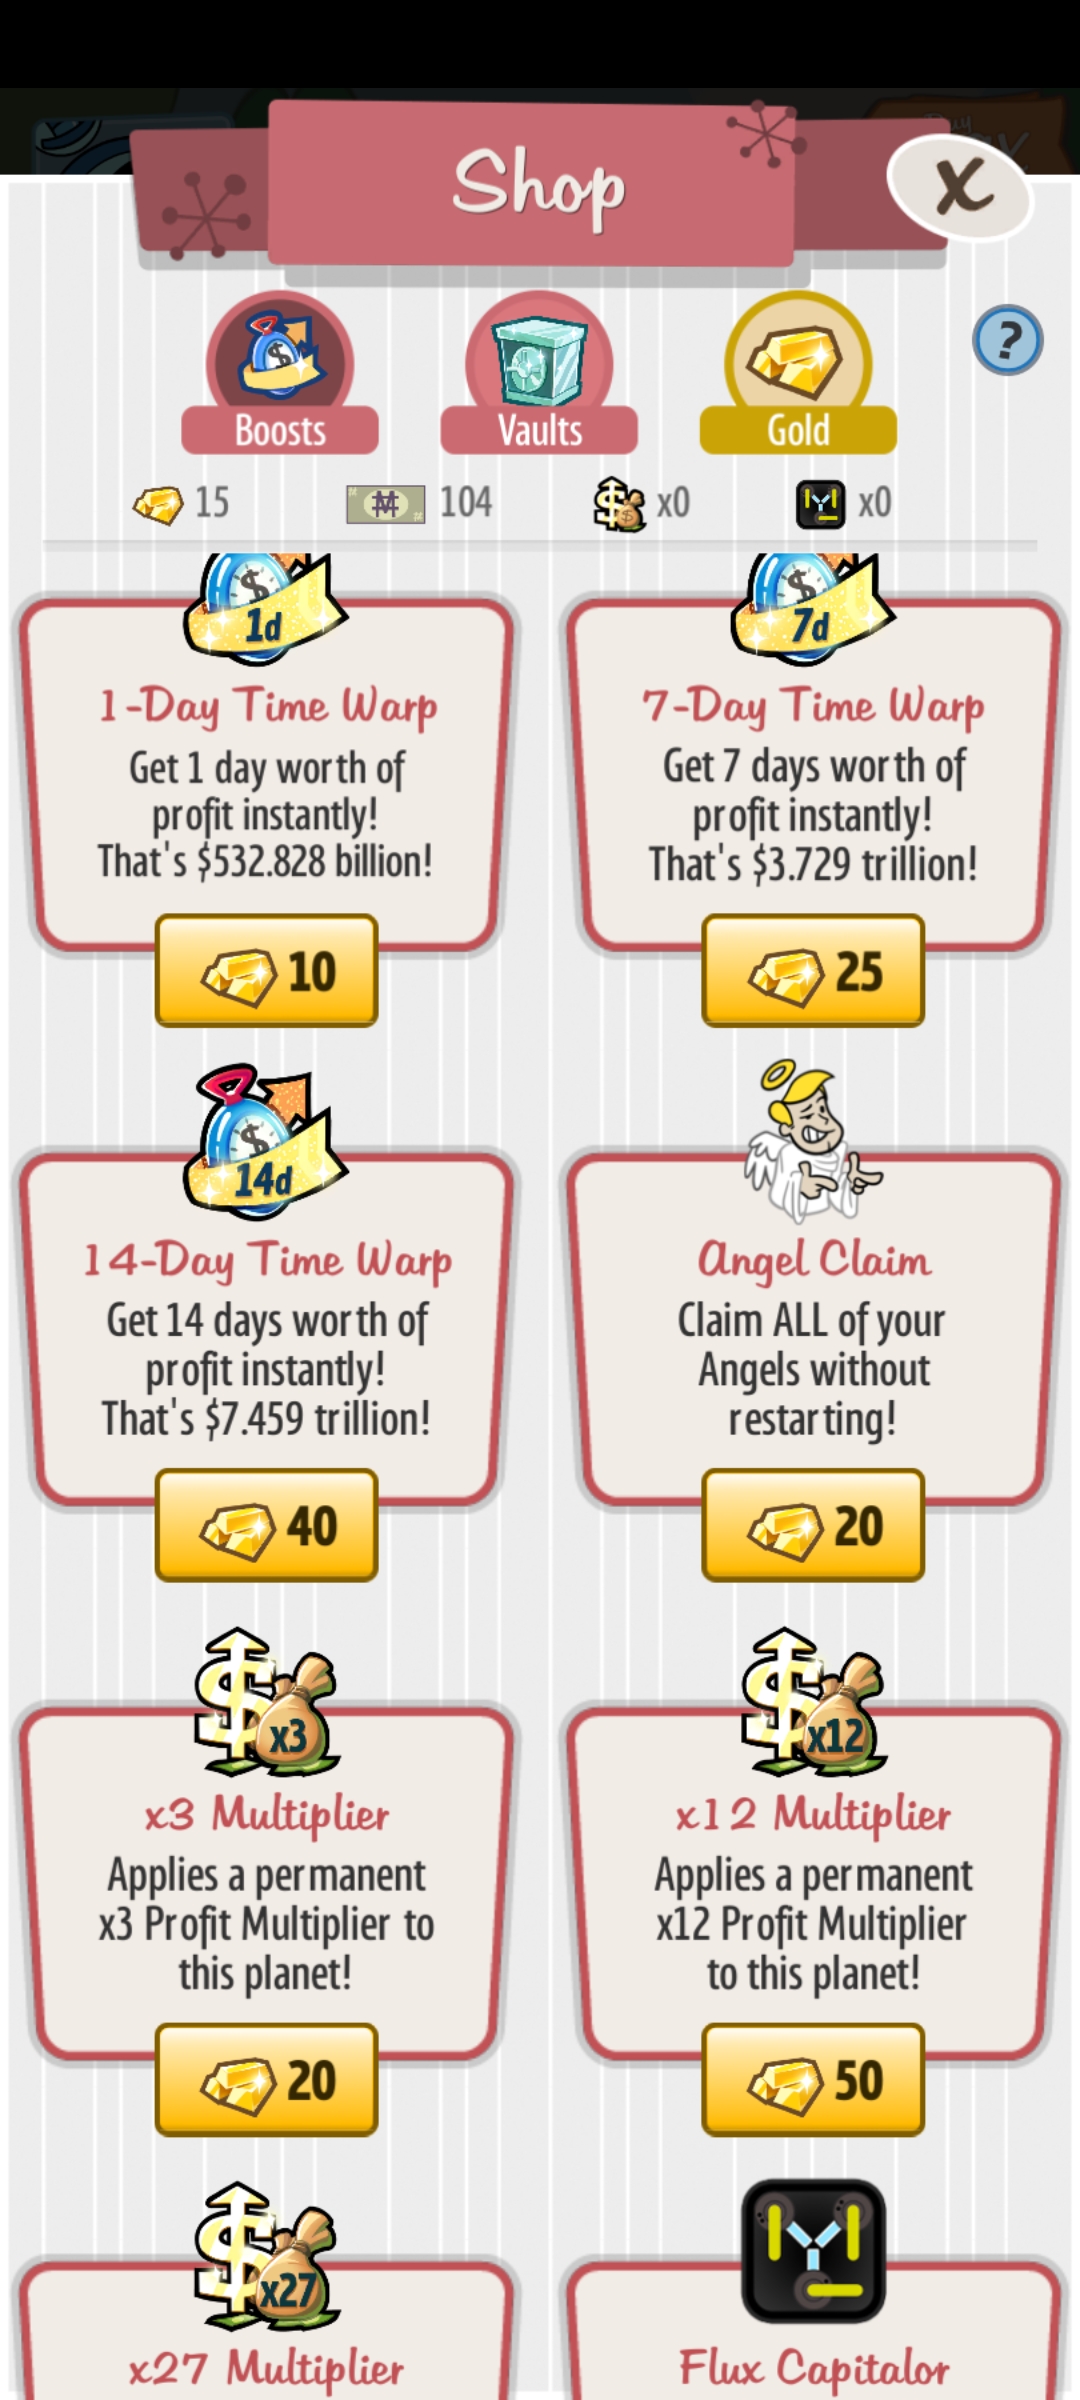 Shop
X
Boosts
Vaults
Gold
?
15
104
x0
x0
1d
1-Day Time Warp
Get 1 day worth of
profit instantly!
That's $532.828 billion!
10
7d
7-Day Time Warp
Get 7 days worth of
profit instantly!
That's $3.729 trillion!
25
14d
14-Day Time Warp
Get 14 days worth of
profit instantly!
That's $7.459 trillion!
40
Angel Claim
Claim ALL of your
Angels without
restarting!
20
x3
x3 Multiplier
Applies a permanent
x3 Profit Multiplier to
this planet!
20
x12
x12 Multiplier
Applies a permanent
x12 Profit Multiplier
to this planet!
50
x27
x27 Multiplier
Flux Capitalor